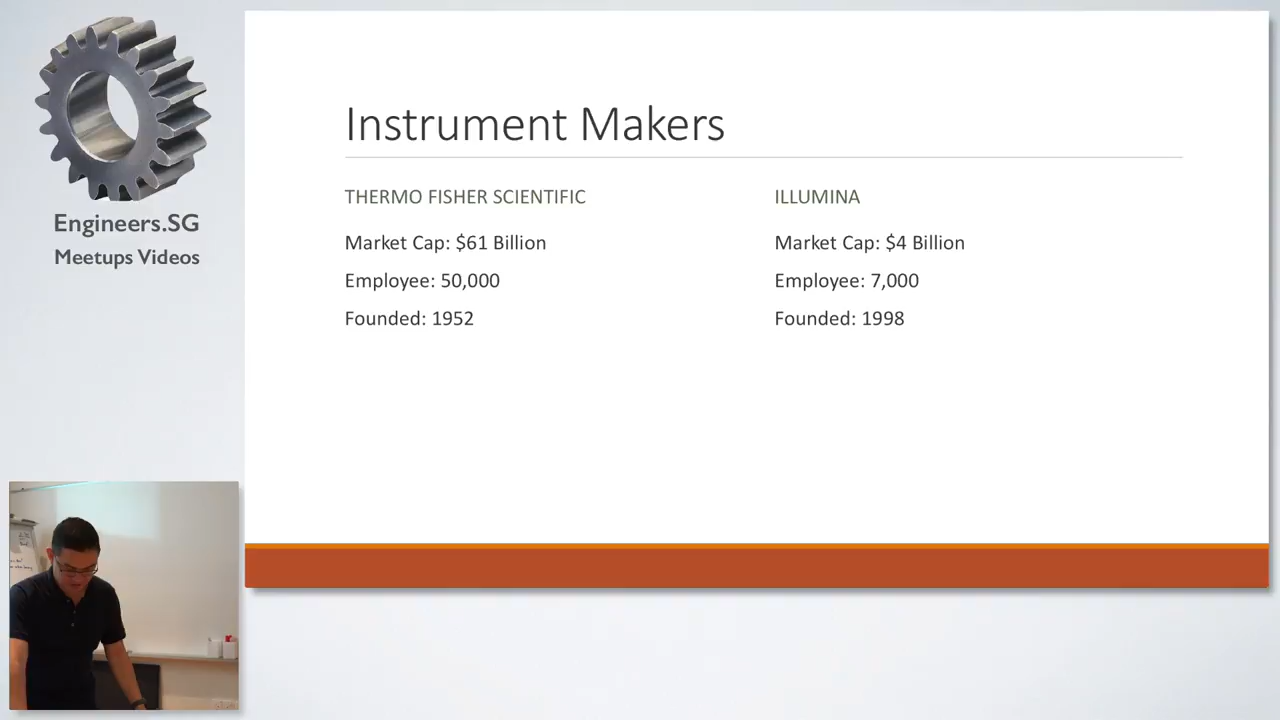 Engineers.SG
Meetups Videos
Instrument Makers
THERMO FISHER SCIENTIFIC
Market Cap: $61 Billion
Employee: 50,000
Founded: 1952
ILLUMINA
Market Cap: $4 Billion
Employee: 7,000
Founded: 1998